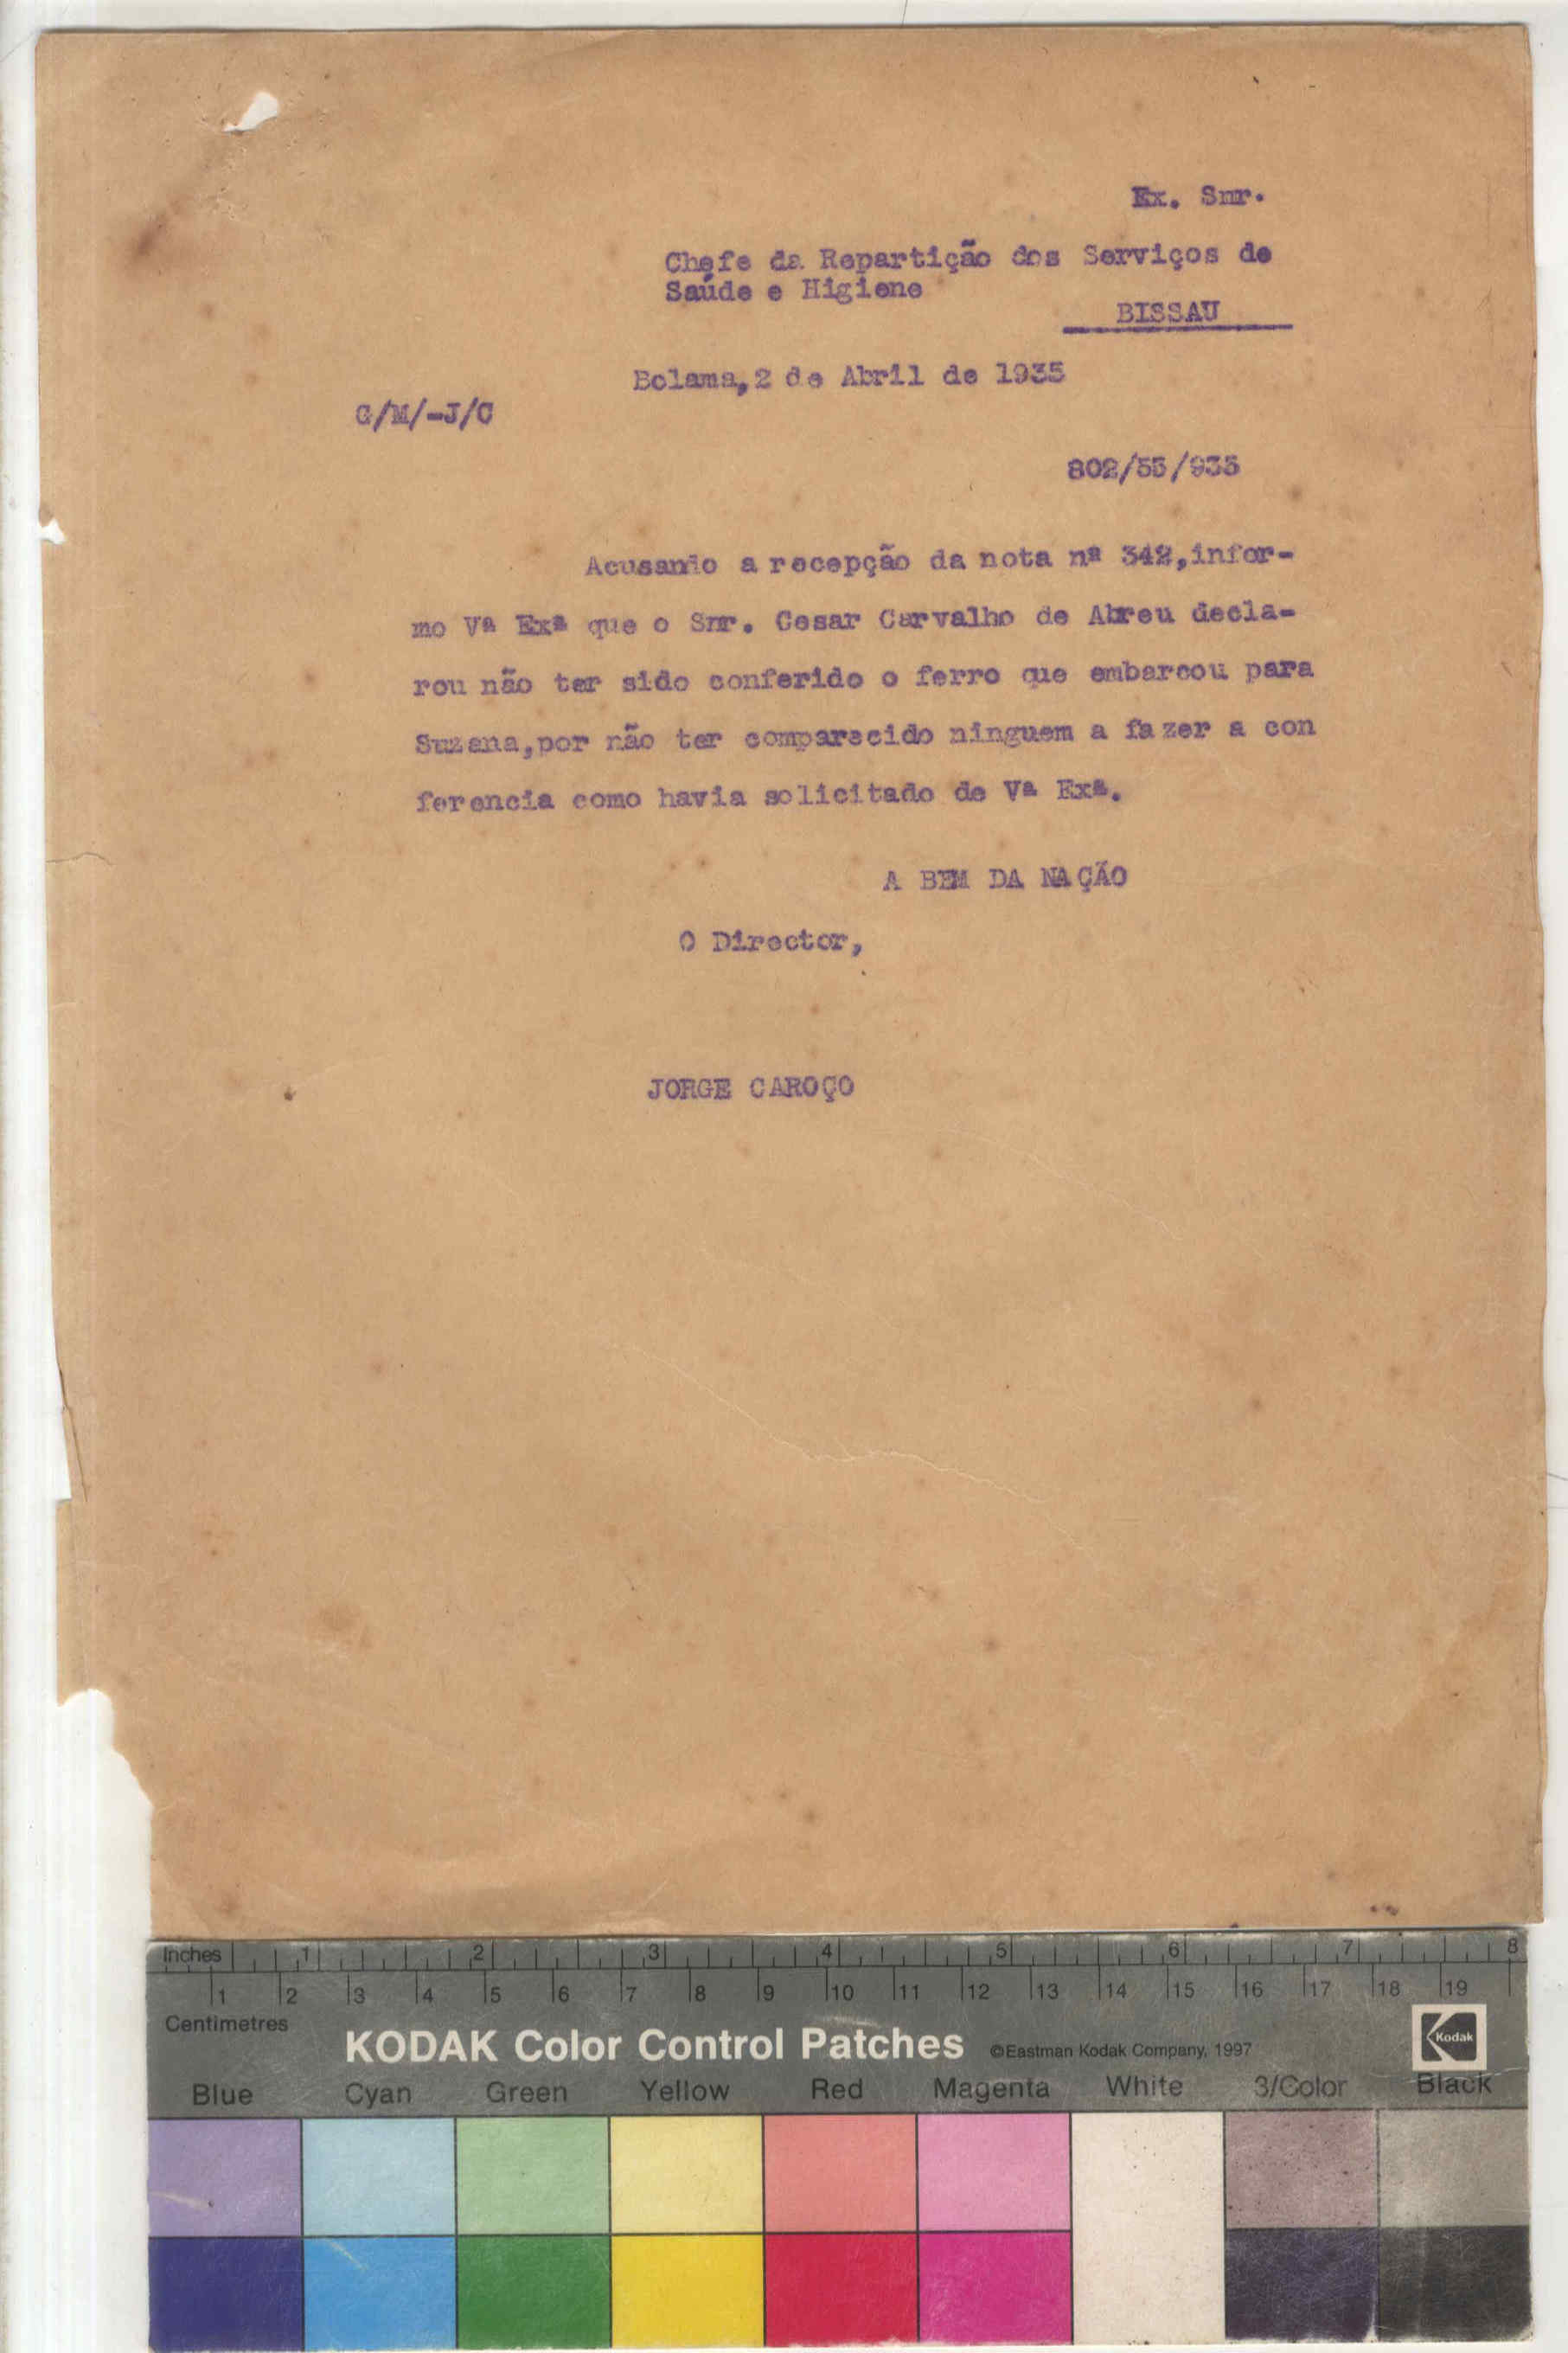 Ex. Snr.
Chefe da Repartição dos Serviços de
Saúde e Higiene
BISSAU
Bolama,2 de Abril de 1935
G/M/-J/C
802/55/935
Acusando a recepção da nota nª 342,infor-
mo Vª Exª que o Snr. Cesar Carvalho de Abreu decla-
rou não ter sido conferido o ferro que embarcou para
Suzana,por não ter comparecido ninguem a fazer a con
ferencia como havia solicitado de Vª Exª.
A BEM DA NAÇÃO
O Director,
JORGE CAROÇO
Inches 1 2 3 4 5 6 7 8
1 2 3 4 5 6 7 8 9 10 11 12 13 14 15 16 17 18 19
Centimetres
KODAK Color Control Patches ©Eastman Kodak Company, 1997 Kodak
Blue Cyan Green Yellow Red Magenta White 3/Color Black